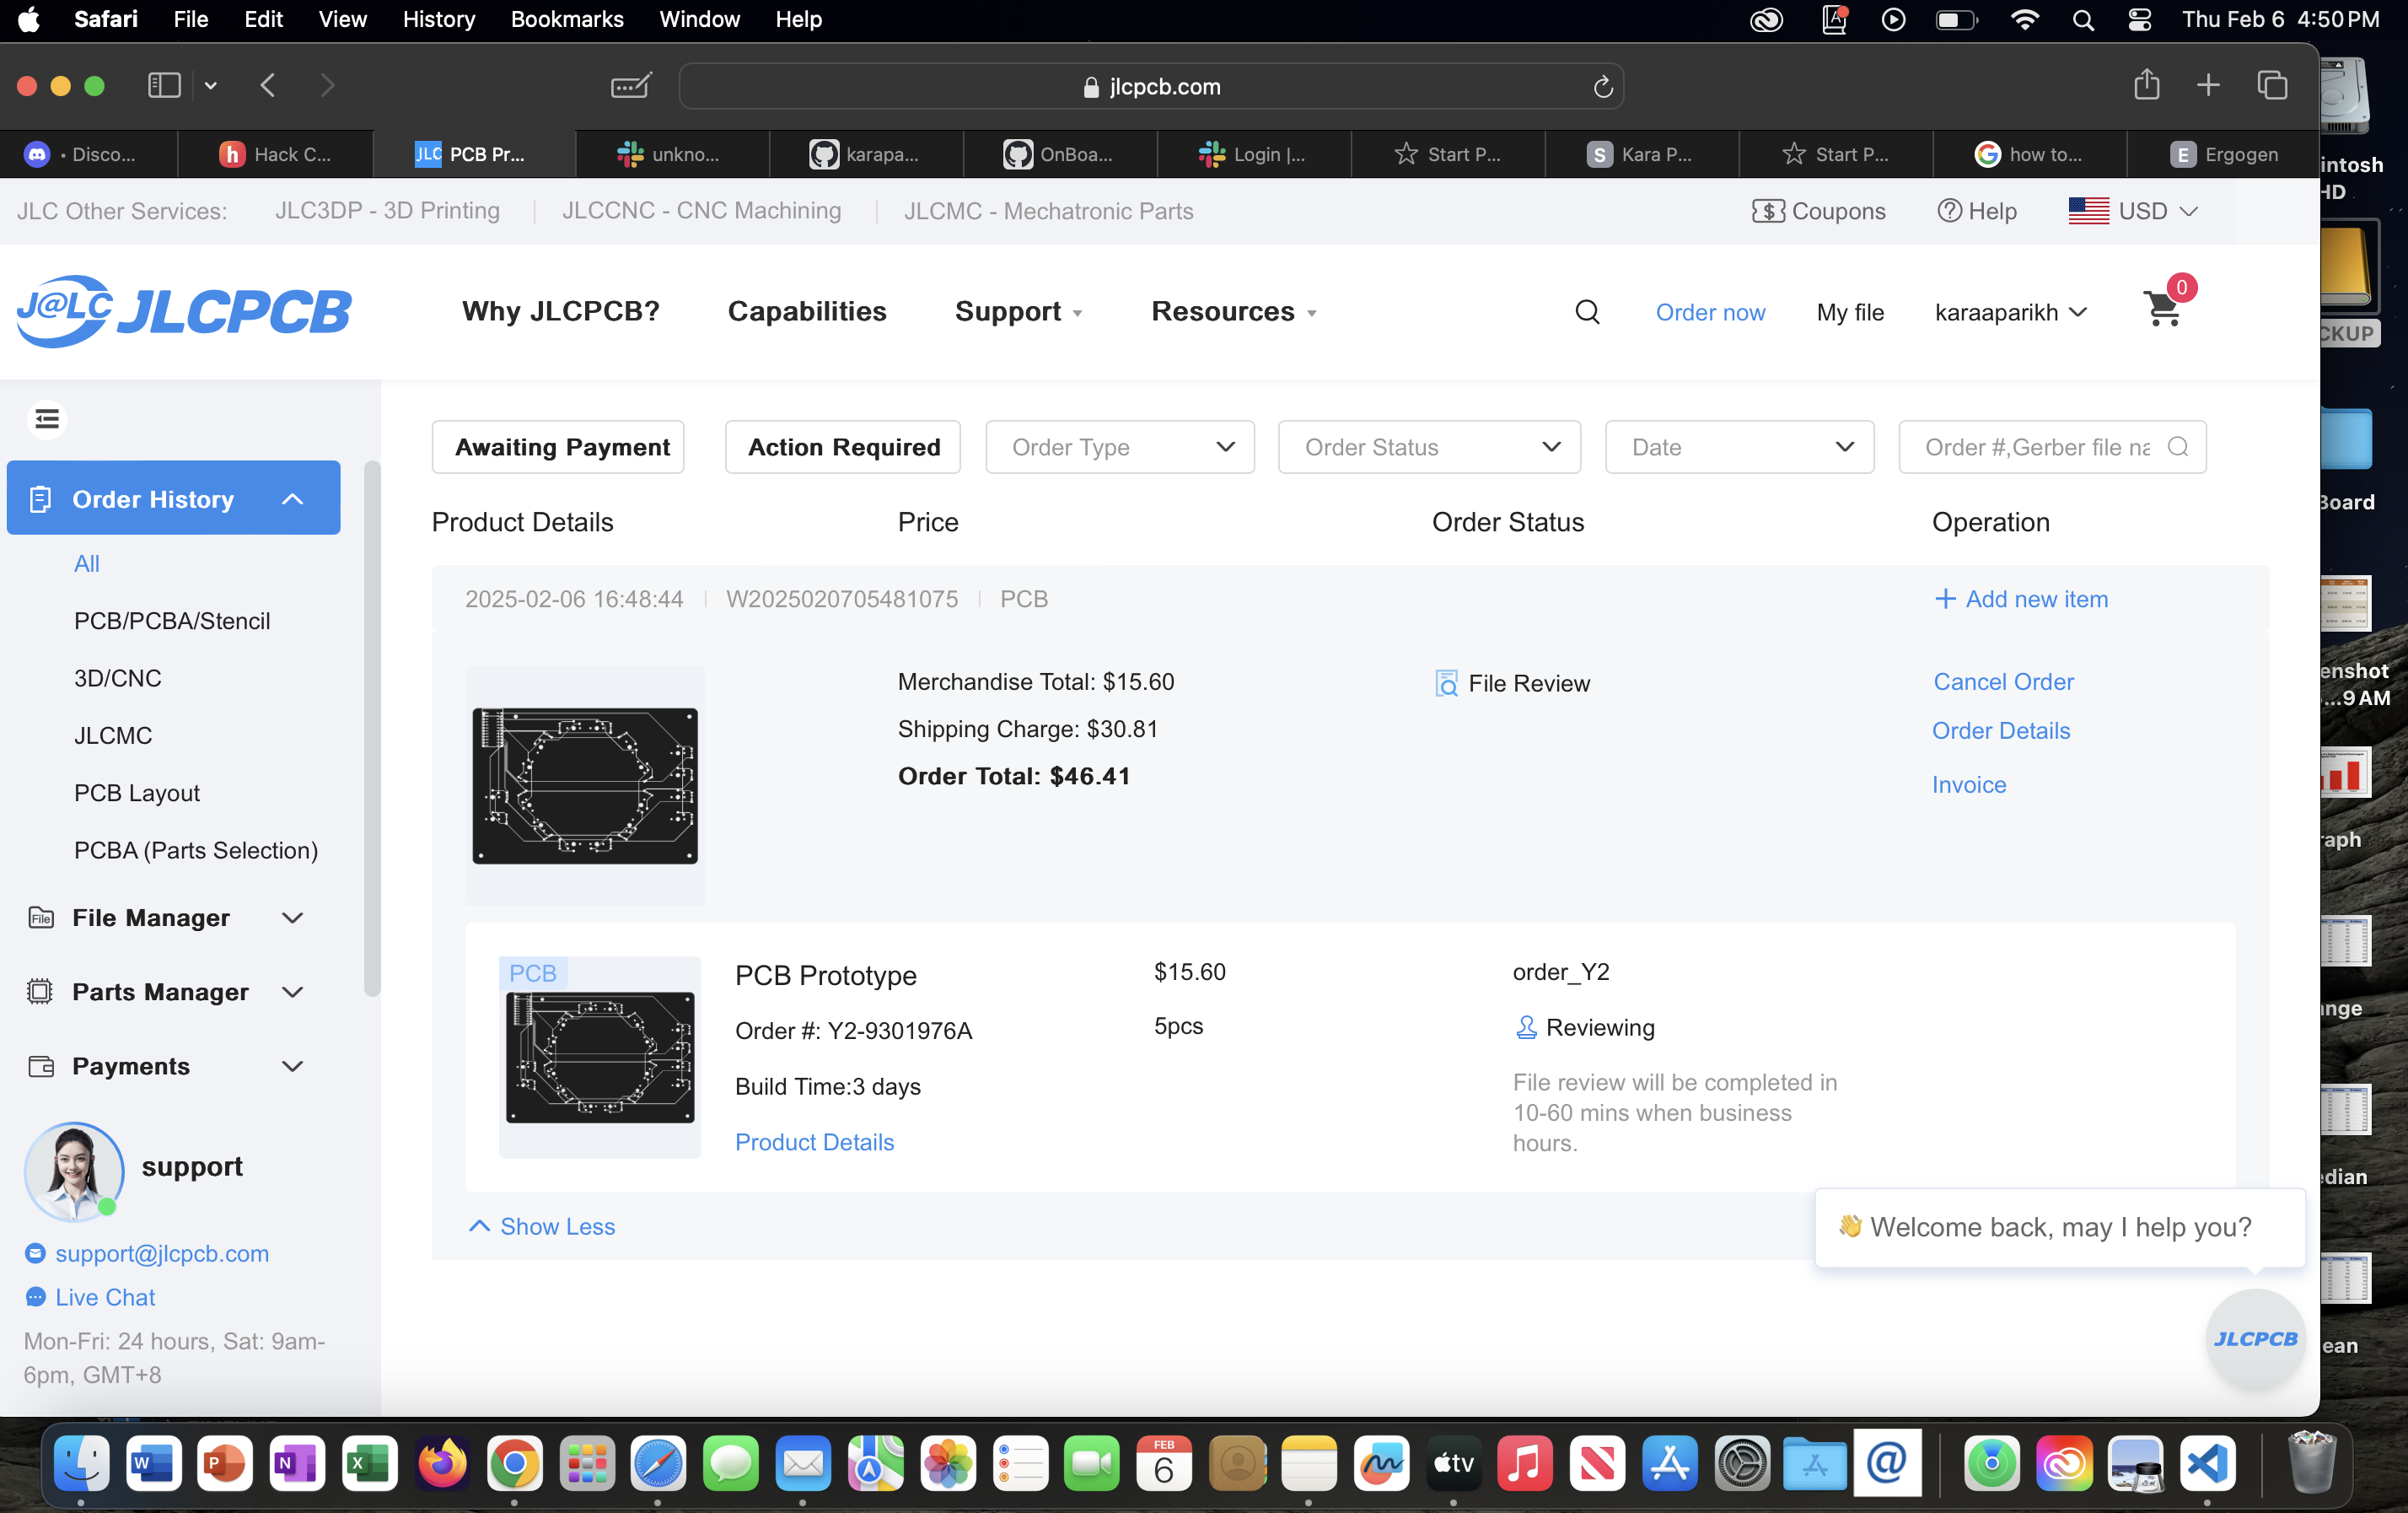 Safari File Edit View History Bookmarks Window Help Thu Feb 6 4:50 PM
jlcpcb.com
• Disco... Hack C... JLC PCB Pr... unkno... karapa... OnBoa... Login |... Start P... S Kara P... Start P... how to... E Ergogen
JLC Other Services: JLC3DP - 3D Printing JLCCNC - CNC Machining JLCMC - Mechatronic Parts Coupons Help USD
J@LC JLCPCB Why JLCPCB? Capabilities Support Resources Order now My file karaaparikh 0
Awaiting Payment Action Required Order Type Order Status Date Order #,Gerber file na
Order History
All
PCB/PCBA/Stencil
3D/CNC
JLCMC
PCB Layout
PCBA (Parts Selection)
File Manager
Parts Manager
Payments
support
support@jlcpcb.com
Live Chat
Mon-Fri: 24 hours, Sat: 9am-
6pm, GMT+8
Product Details Price Order Status Operation
2025-02-06 16:48:44 W2025020705481075 PCB + Add new item
Merchandise Total: $15.60
Shipping Charge: $30.81
Order Total: $46.41
File Review
Cancel Order
Order Details
Invoice
PCB
PCB Prototype
Order #: Y2-9301976A
Build Time:3 days
Product Details
$15.60
5pcs
order_Y2
Reviewing
File review will be completed in
10-60 mins when business
hours.
Show Less
👋 Welcome back, may I help you?
JLCPCB
intosh
HD
CKUP
Board
enshot
...9 AM
raph
nge
edian
ean
W P N X FEB 6 tv @